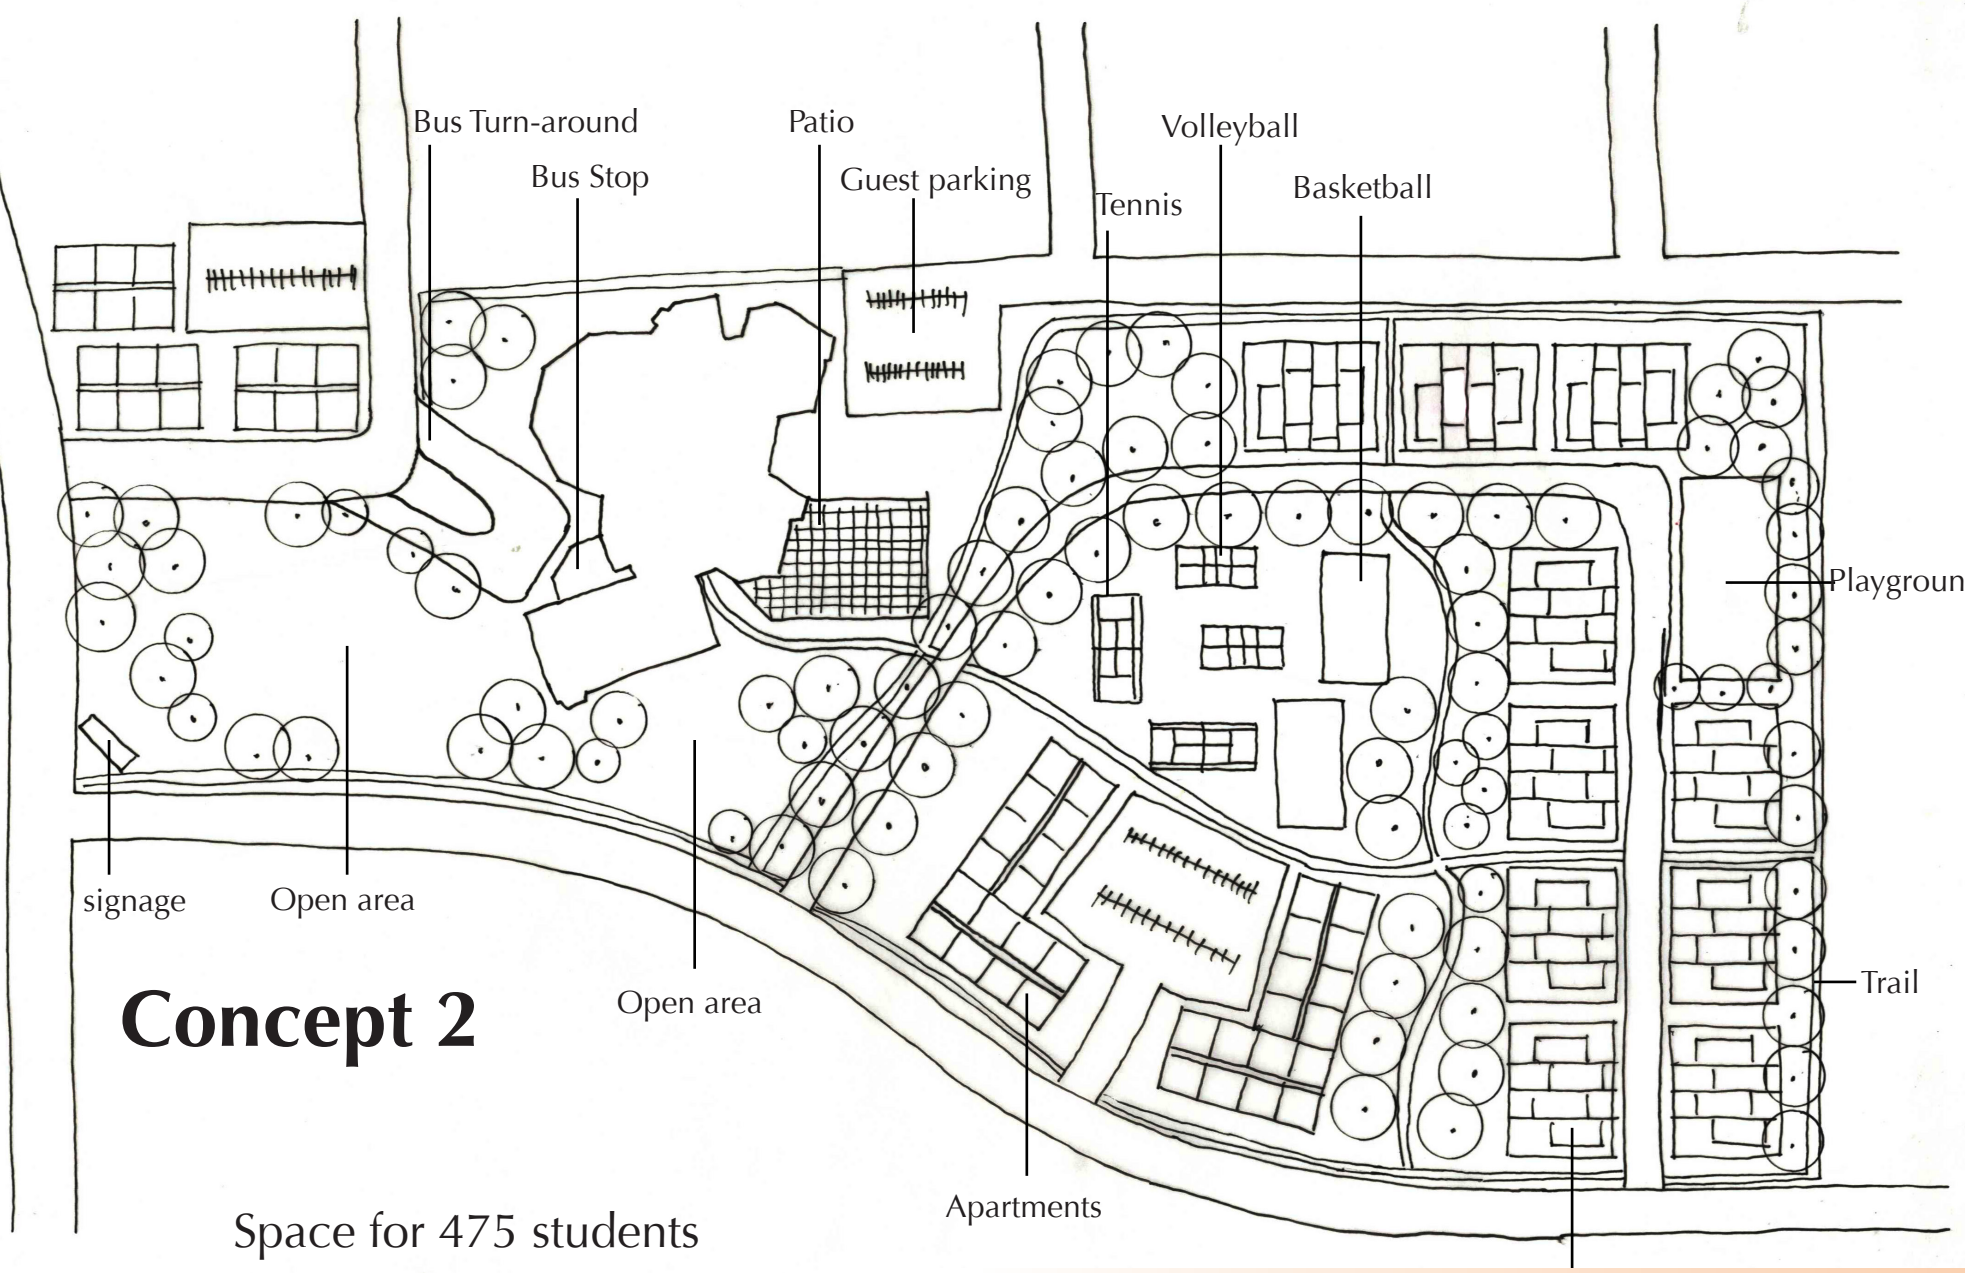 Bus Turn-around
Patio
Volleyball
Bus Stop
Guest parking
Basketball
Tennis
Playgroun
signage
Open area
Trail
Open area
Concept 2
Apartments
Space for 475 students